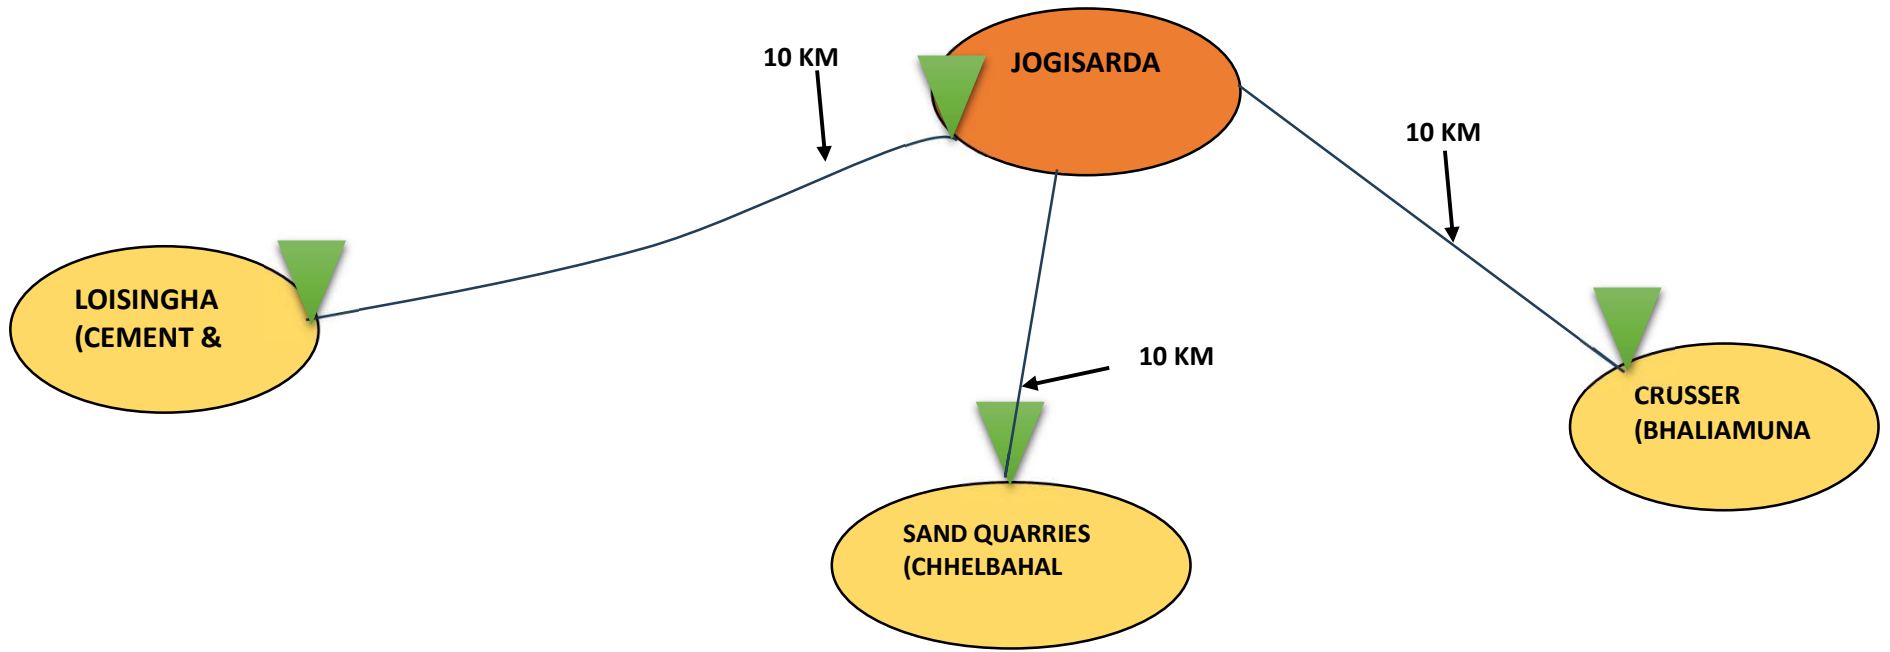 10 KM
JOGISARDA
10 KM
LOISINGHA
(CEMENT &
10 KM
CRUSSER
(BHALIAMUNA
SAND QUARRIES
(CHHELBAHAL